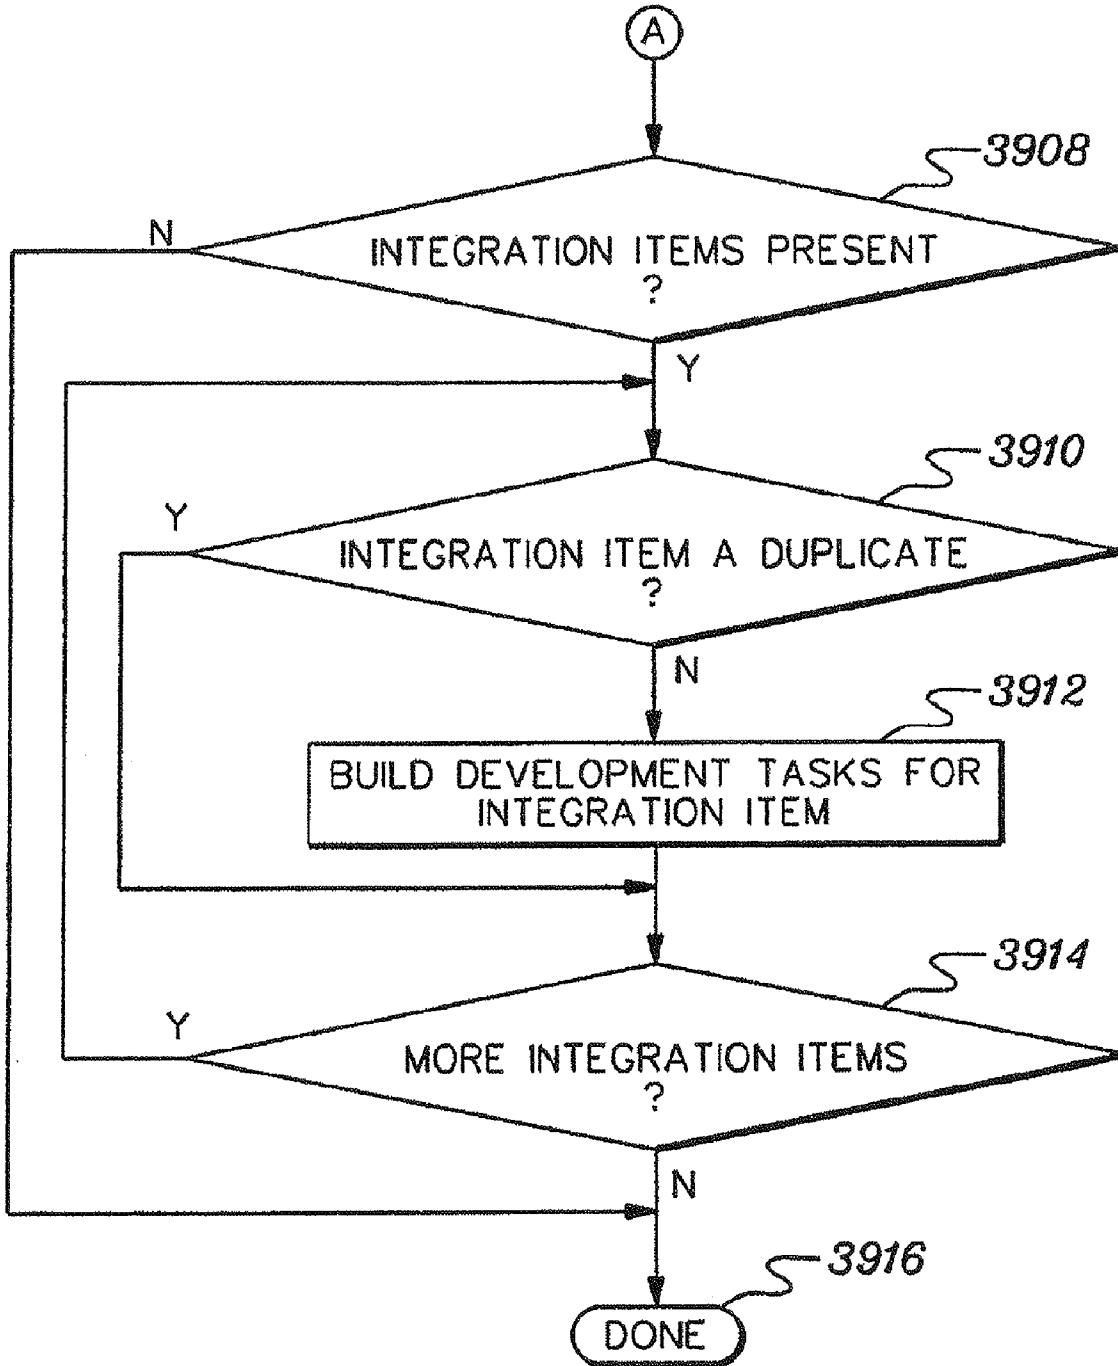 A
3908
N
INTEGRATION ITEMS PRESENT
?
Y
3910
Y
INTEGRATION ITEM A DUPLICATE
?
N
3912
BUILD DEVELOPMENT TASKS FOR
INTEGRATION ITEM
3914
Y
MORE INTEGRATION ITEMS
?
N
3916
DONE